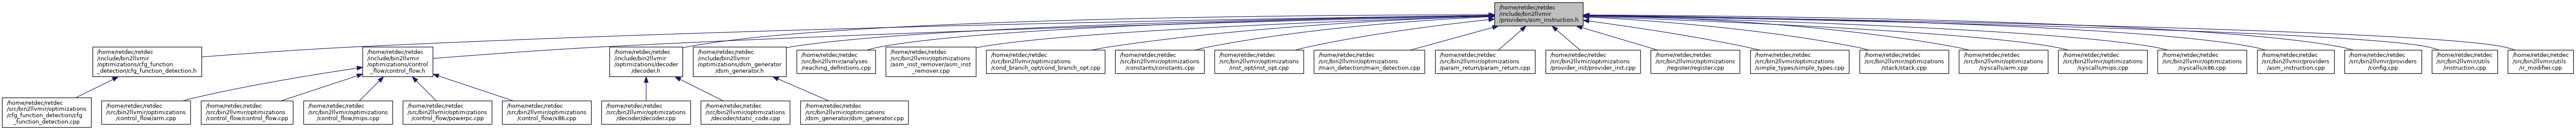 /home/retdec/retdec
/include/bin2llvmir
/providers/asm_instruction.h
/home/retdec/retdec
/include/bin2llvmir
/optimizations/cfg_function
_detection/cfg_function_detection.h
/home/retdec/retdec
/include/bin2llvmir
/optimizations/control
_flow/control_flow.h
/home/retdec/retdec
/include/bin2llvmir
/optimizations/decoder
/decoder.h
/home/retdec/retdec
/include/bin2llvmir
/optimizations/dsm_generator
/dsm_generator.h
/home/retdec/retdec
/src/bin2llvmir/analyses
/reaching_definitions.cpp
/home/retdec/retdec
/src/bin2llvmir/optimizations
/asm_inst_remover/asm_inst
_remover.cpp
/home/retdec/retdec
/src/bin2llvmir/optimizations
/cond_branch_opt/cond_branch_opt.cpp
/home/retdec/retdec
/src/bin2llvmir/optimizations
/constants/constants.cpp
/home/retdec/retdec
/src/bin2llvmir/optimizations
/inst_opt/inst_opt.cpp
/home/retdec/retdec
/src/bin2llvmir/optimizations
/main_detection/main_detection.cpp
/home/retdec/retdec
/src/bin2llvmir/optimizations
/param_return/param_return.cpp
/home/retdec/retdec
/src/bin2llvmir/optimizations
/provider_init/provider_init.cpp
/home/retdec/retdec
/src/bin2llvmir/optimizations
/register/register.cpp
/home/retdec/retdec
/src/bin2llvmir/optimizations
/simple_types/simple_types.cpp
/home/retdec/retdec
/src/bin2llvmir/optimizations
/stack/stack.cpp
/home/retdec/retdec
/src/bin2llvmir/optimizations
/syscalls/arm.cpp
/home/retdec/retdec
/src/bin2llvmir/optimizations
/syscalls/mips.cpp
/home/retdec/retdec
/src/bin2llvmir/optimizations
/syscalls/x86.cpp
/home/retdec/retdec
/src/bin2llvmir/providers
/asm_instruction.cpp
/home/retdec/retdec
/src/bin2llvmir/providers
/config.cpp
/home/retdec/retdec
/src/bin2llvmir/utils
/instruction.cpp
/home/retdec/retdec
/src/bin2llvmir/utils
/ir_modifier.cpp
/home/retdec/retdec
/src/bin2llvmir/optimizations
/cfg_function_detection/cfg
_function_detection.cpp
/home/retdec/retdec
/src/bin2llvmir/optimizations
/control_flow/arm.cpp
/home/retdec/retdec
/src/bin2llvmir/optimizations
/control_flow/control_flow.cpp
/home/retdec/retdec
/src/bin2llvmir/optimizations
/control_flow/mips.cpp
/home/retdec/retdec
/src/bin2llvmir/optimizations
/control_flow/powerpc.cpp
/home/retdec/retdec
/src/bin2llvmir/optimizations
/control_flow/x86.cpp
/home/retdec/retdec
/src/bin2llvmir/optimizations
/decoder/decoder.cpp
/home/retdec/retdec
/src/bin2llvmir/optimizations
/decoder/static_code.cpp
/home/retdec/retdec
/src/bin2llvmir/optimizations
/dsm_generator/dsm_generator.cpp